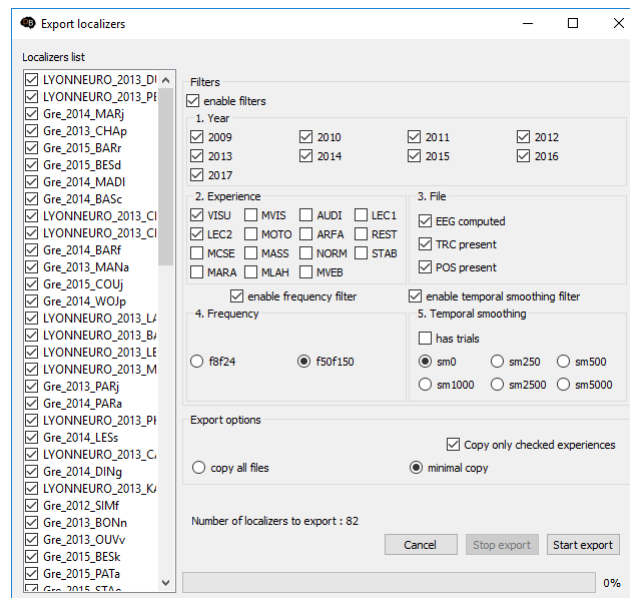 Export localizers
Localizers list
LYONNEURO_2013_DU
LYONNEURO_2013_PE
Gre_2014_MARj
Gre_2013_CHAp
Gre_2015_BARr
Gre_2015_BESd
Gre_2014_MADI
Gre_2014_BASc
LYONNEURO_2013_CI
LYONNEURO_2013_CI
Gre_2014_BARf
Gre_2013_MANa
Gre_2015_COUj
Gre_2014_WOJp
LYONNEURO_2013_LA
LYONNEURO_2013_BA
LYONNEURO_2013_LE
LYONNEURO_2013_M
Gre_2013_PARj
Gre_2014_PARa
LYONNEURO_2013_PH
Gre_2014_LESs
LYONNEURO_2013_CA
Gre_2014_DINg
LYONNEURO_2013_KA
Gre_2012_SIMf
Gre_2013_BONn
Gre_2013_OUVv
Gre_2015_BESk
Gre_2015_PATa
Filters
enable filters
1. Year
2009 2010 2011 2012
2013 2014 2015 2016
2017
2. Experience
VISU MVIS AUDI LEC1
LEC2 MOTO ARFA REST
MCSE MASS NORM STAB
MARA MLAH MVEB
3. File
EEG computed
TRC present
POS present
enable frequency filter
enable temporal smoothing filter
4. Frequency
f8f24 f50f150
5. Temporal smoothing
has trials
sm0 sm250 sm500
sm1000 sm2500 sm5000
Export options
Copy only checked experiences
copy all files minimal copy
Number of localizers to export : 82
Cancel Stop export Start export
0%